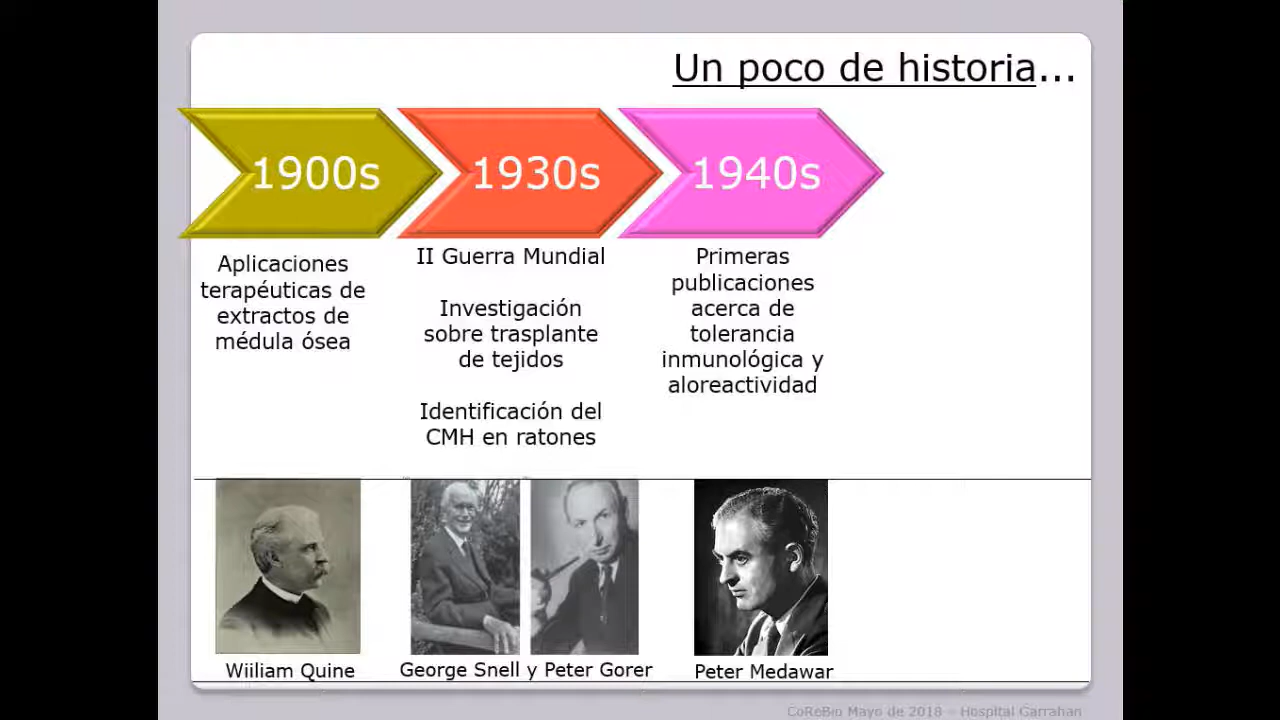 Un poco de historia...
1900s
1930s
1940s
Aplicaciones
terapéuticas de
extractos de
médula ósea
II Guerra Mundial
Investigación
sobre trasplante
de tejidos
Identificación del
CMH en ratones
Primeras
publicaciones
acerca de
tolerancia
inmunológica y
aloreactividad
Wiiliam Quine
George Snell y Peter Gorer
Peter Medawar
CoReBio Mayo de 2018 – Hospital Garrahan